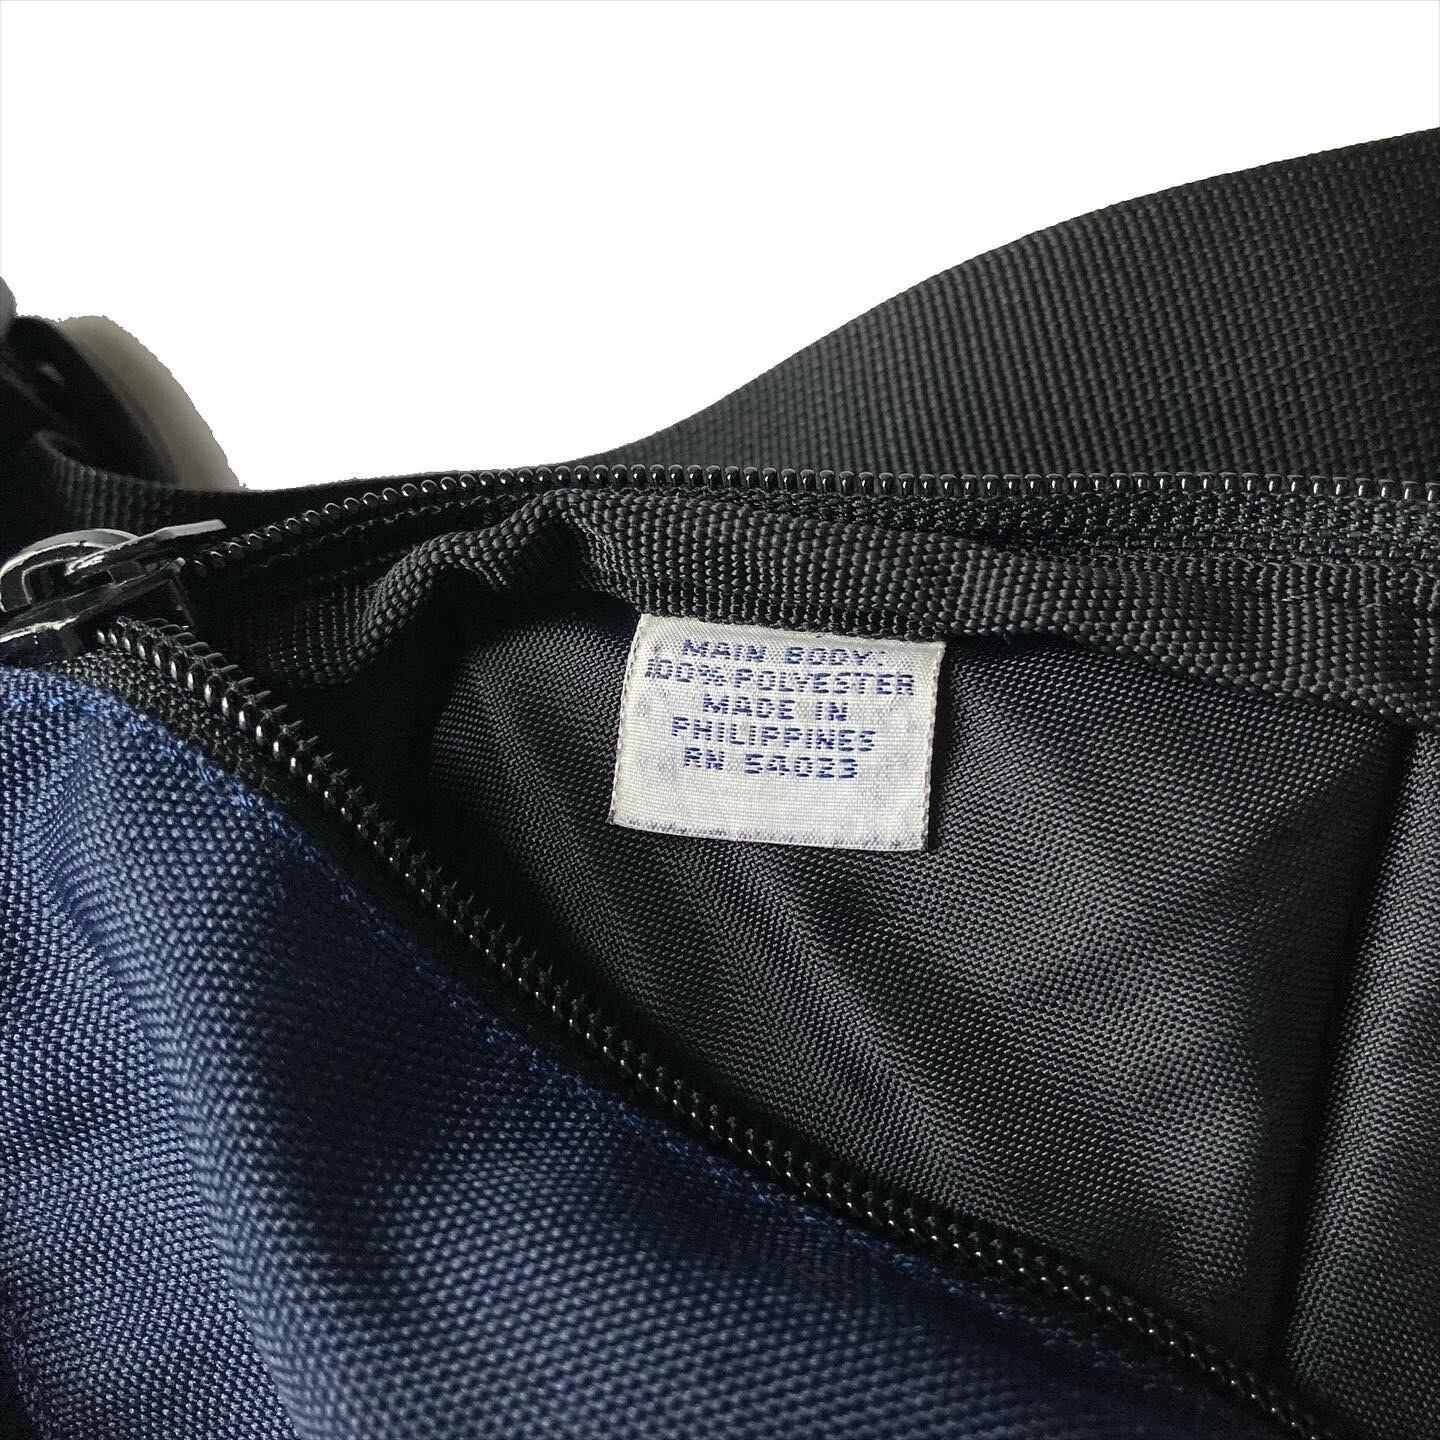 MAIN BODY:
100% POLYESTER
MADE IN
PHILIPPINES
RN 54023